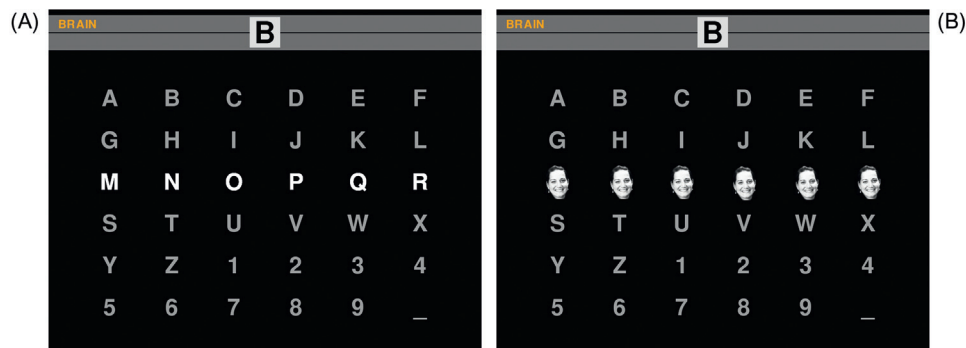 (A)
BRAIN
B
A B C D E F
G H I J K L
M N O P Q R
S T U V W X
Y Z 1 2 3 4
5 6 7 8 9 _
(B)
BRAIN
B
A B C D E F
G H I J K L
S T U V W X
Y Z 1 2 3 4
5 6 7 8 9 _